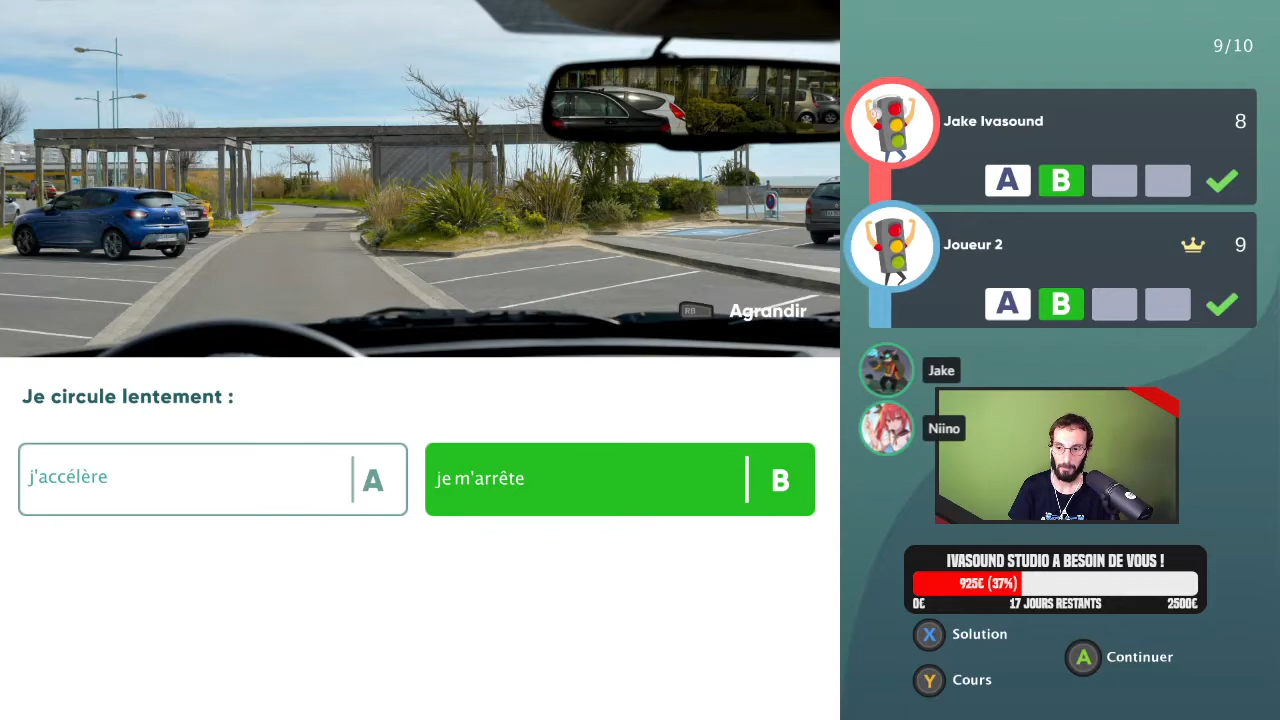 9/10
Jake Ivasound
8
A
B
Joueur 2
9
A
B
RB
Agrandir
Jake
Niino
Je circule lentement :
j'accélère
A
je m'arrête
B
IVASOUND STUDIO A BESOIN DE VOUS !
925€ (37%)
0€
17 JOURS RESTANTS
2500€
X Solution
A Continuer
Y Cours